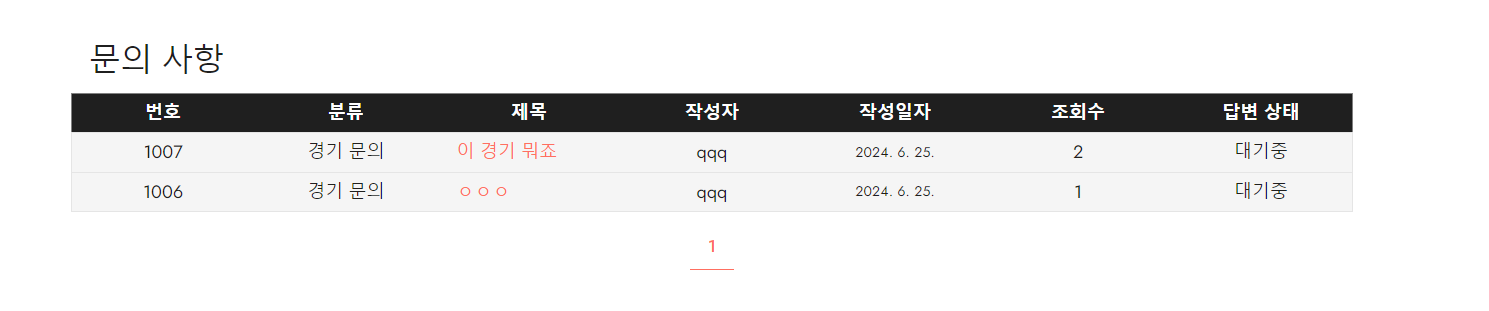 문의 사항
번호 분류 제목 작성자 작성일자 조회수 답변 상태
1007 경기 문의 이 경기 뭐죠 qqq 2024. 6. 25. 2 대기중
1006 경기 문의 ㅇㅇㅇ qqq 2024. 6. 25. 1 대기중
1